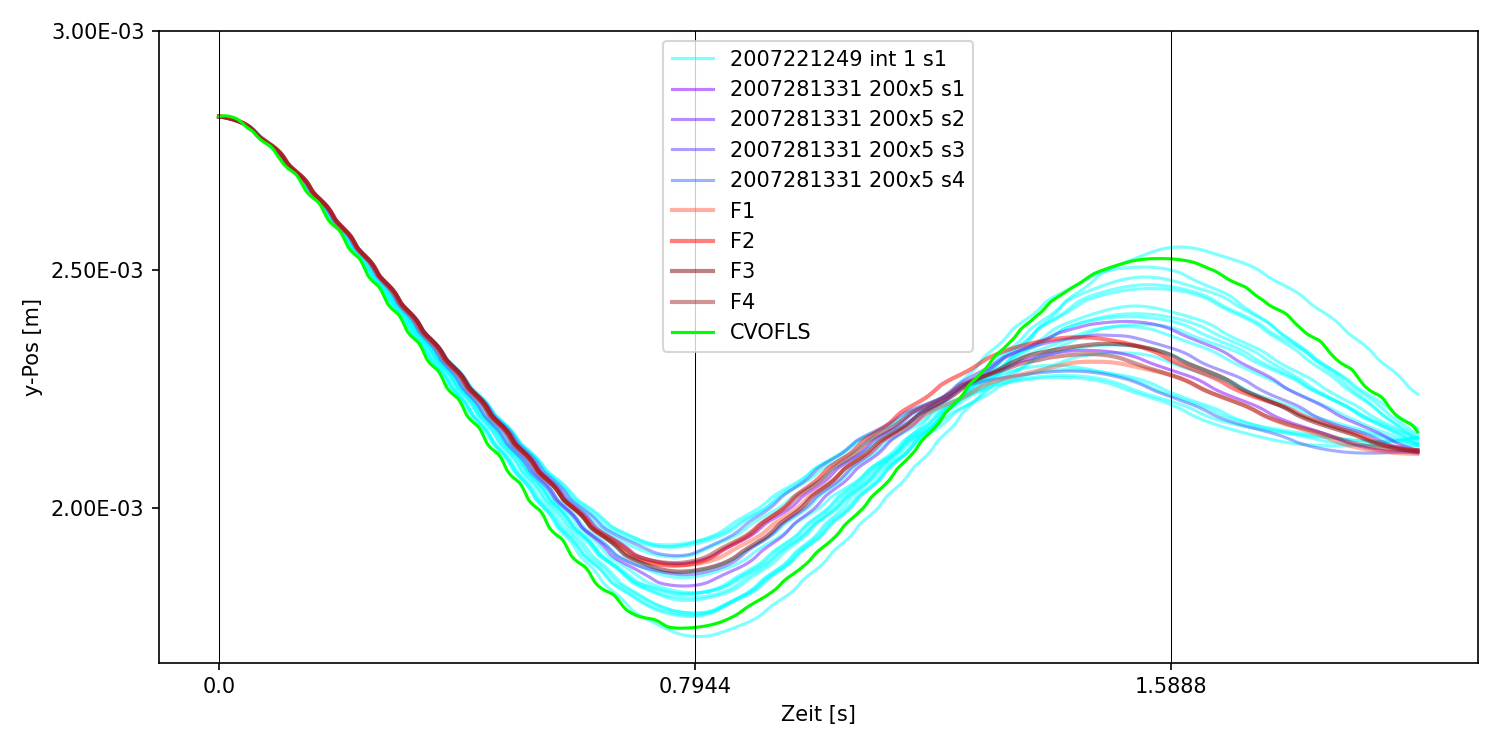 3.00E-03
2.50E-03
2.00E-03
y-Pos [m]
2007221249 int 1 s1
2007281331 200x5 s1
2007281331 200x5 s2
2007281331 200x5 s3
2007281331 200x5 s4
F1
F2
F3
F4
CVOFLS
0.0
0.7944
1.5888
Zeit [s]